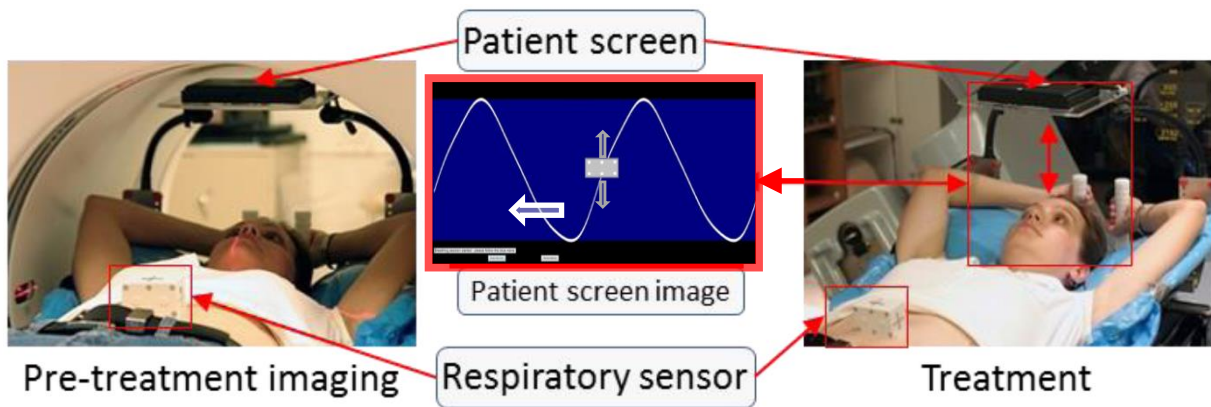 Patient screen
Patient screen image
Pre-treatment imaging
Respiratory sensor
Treatment